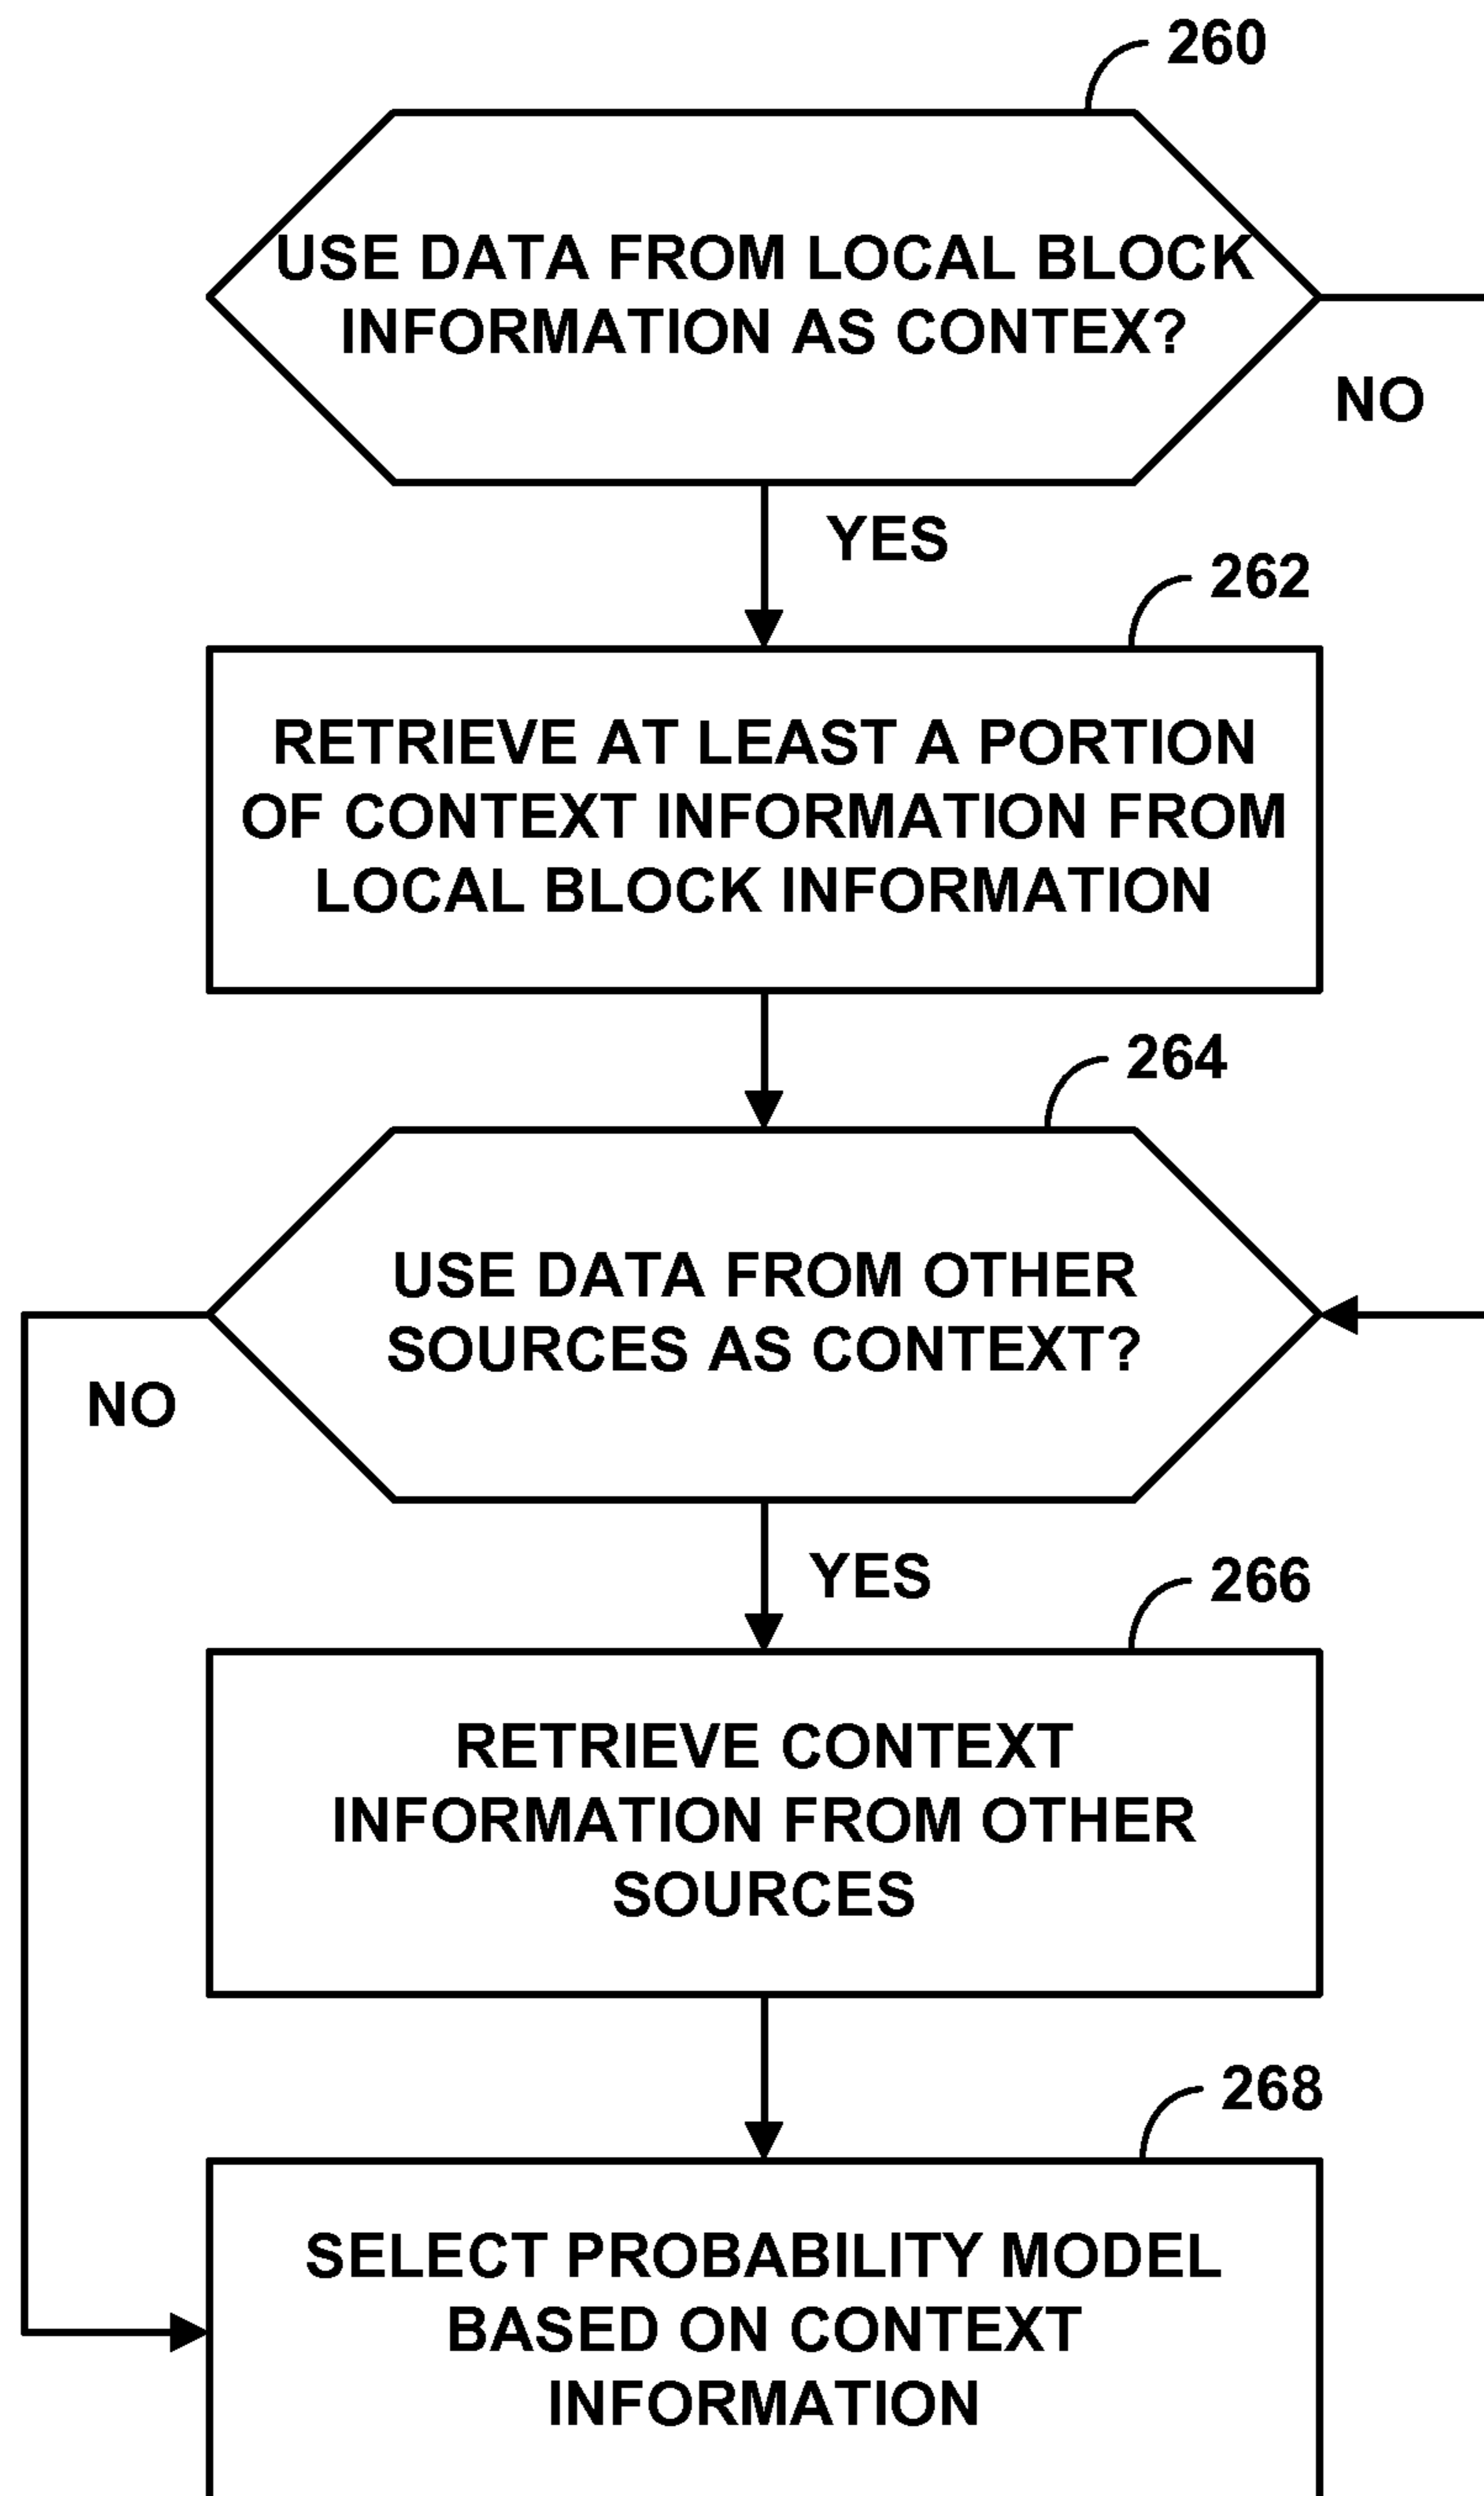 260
USE DATA FROM LOCAL BLOCK
INFORMATION AS CONTEX?
NO
YES
262
RETRIEVE AT LEAST A PORTION
OF CONTEXT INFORMATION FROM
LOCAL BLOCK INFORMATION
264
USE DATA FROM OTHER
SOURCES AS CONTEXT?
NO
YES
266
RETRIEVE CONTEXT
INFORMATION FROM OTHER
SOURCES
268
SELECT PROBABILITY MODEL
BASED ON CONTEXT
INFORMATION